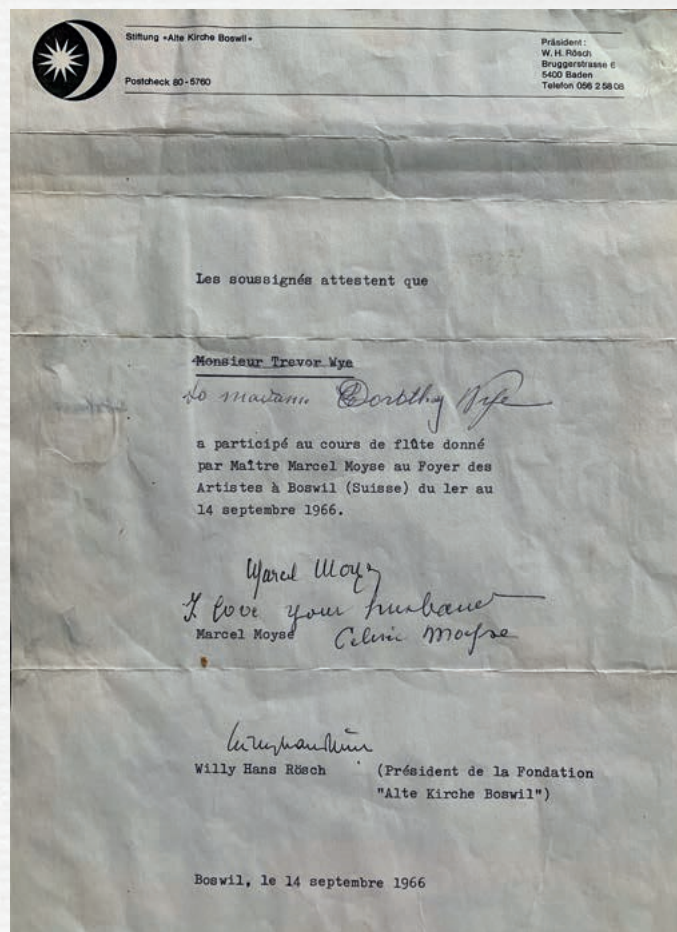 Stiftung «Alte Kirche Boswil»
Postcheck 80-5760
Präsident:
W. H. Rösch
Bruggerstrasse 6
5400 Baden
Telefon 056 2 58 08
Les soussignés attestent que
Monsieur Trevor Wye
to madame Dorothy Wye
a participé au cours de flûte donné
par Maître Marcel Moyse au Foyer des
Artistes à Boswil (Suisse) du 1er au
14 septembre 1966.
Marcel Moyse
I love your husband
Marcel Moyse
Celine Moyse
Willy Hans Rösch (Président de la Fondation
"Alte Kirche Boswil")
Boswil, le 14 septembre 1966